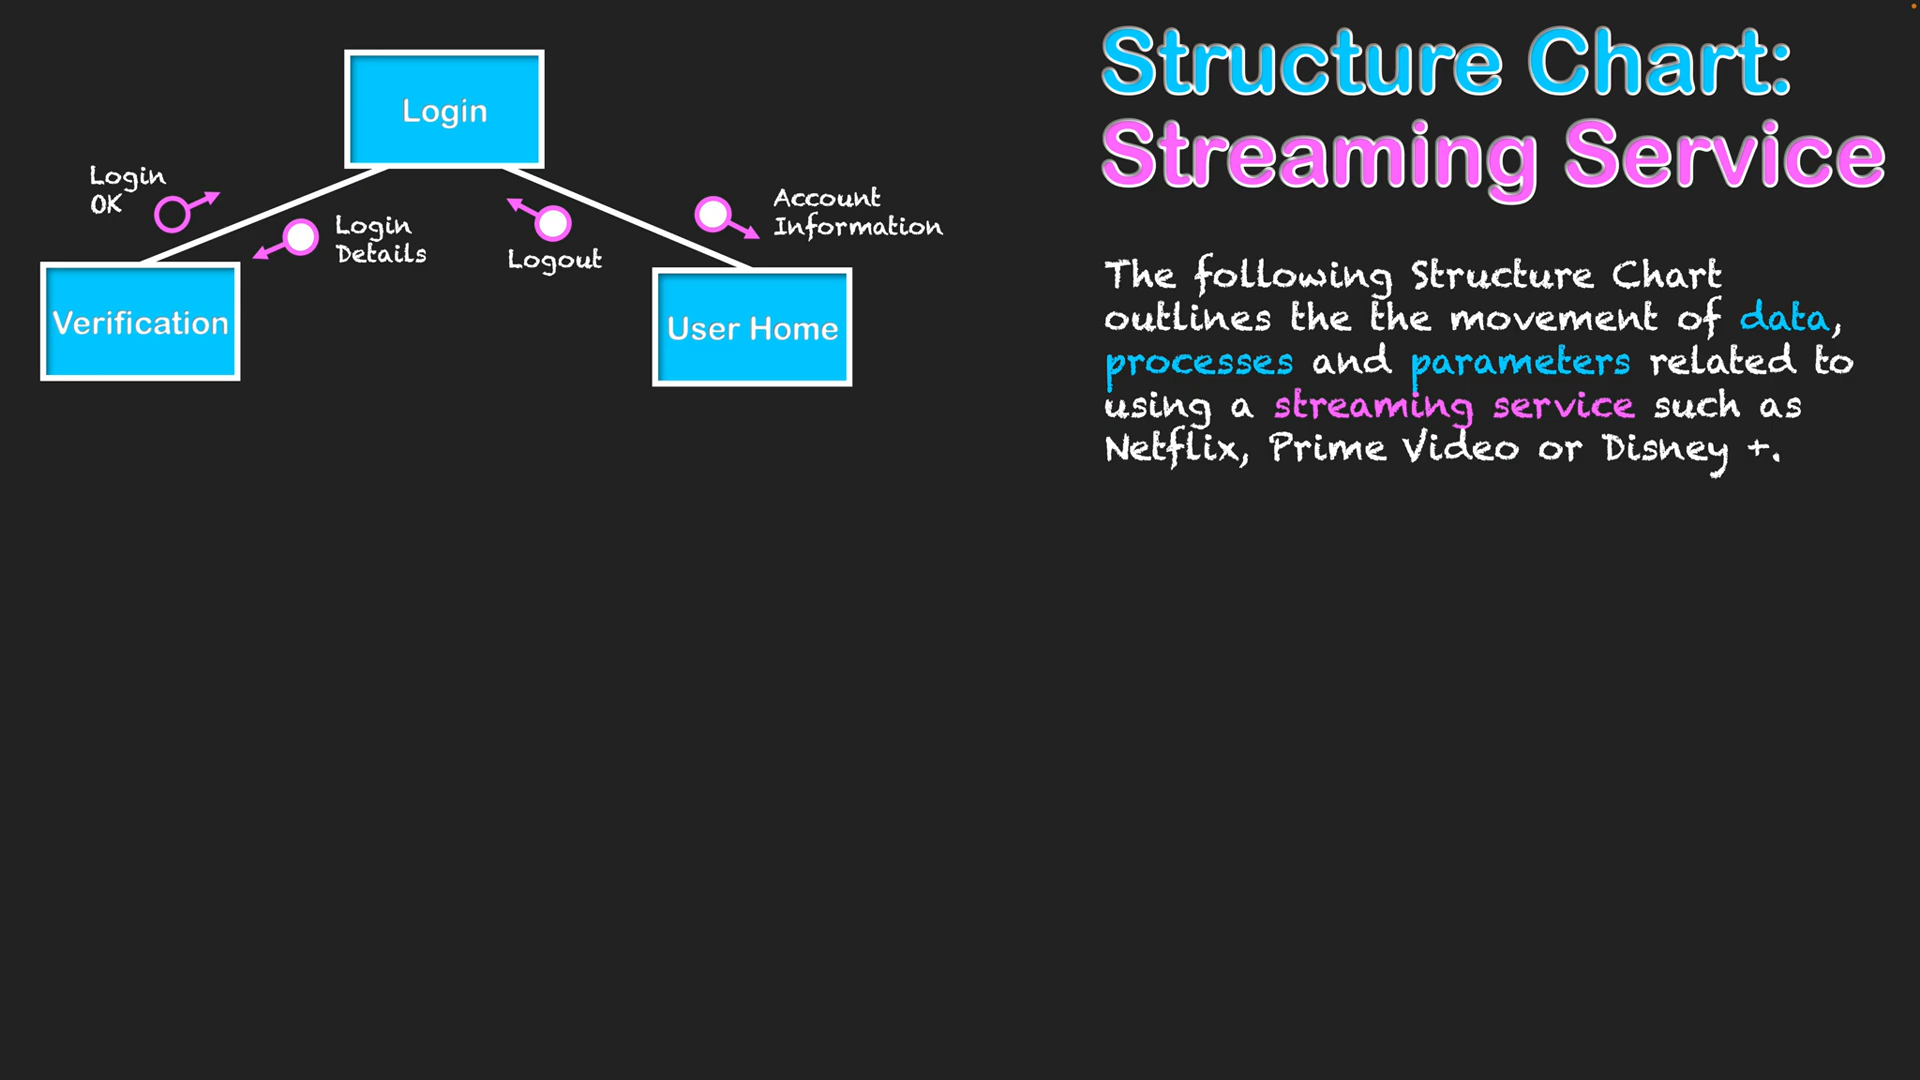 Login
Login
OK
Login
Details
Logout
Account
Information
Verification
User Home
Structure Chart:
Streaming Service
The following Structure Chart
outlines the the movement of data,
processes and parameters related to
using a streaming service such as
Netflix, Prime Video or Disney +.